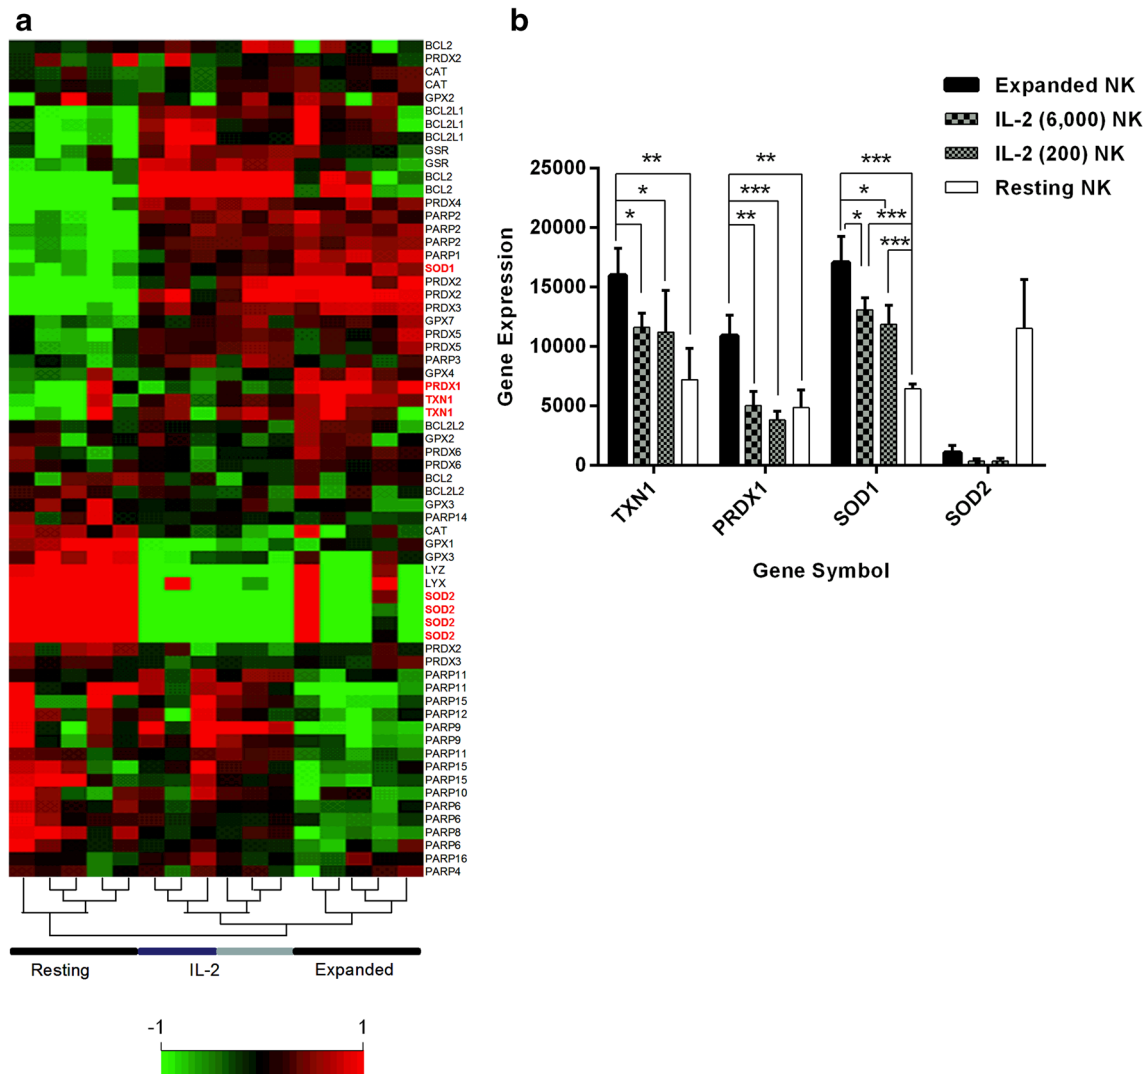 a
BCL2
PRDX2
CAT
CAT
GPX2
BCL2L1
BCL2L1
BCL2L1
GSR
GSR
BCL2
BCL2
PRDX4
PARP2
PARP2
PARP2
PARP1
SOD1
PRDX2
PRDX2
PRDX3
GPX7
PRDX5
PRDX5
PARP3
GPX4
PRDX1
TXN1
TXN1
BCL2L2
GPX2
PRDX6
PRDX6
BCL2
BCL2L2
GPX3
PARP14
CAT
GPX1
GPX3
LYZ
LYX
SOD2
SOD2
SOD2
SOD2
PRDX2
PRDX3
PARP11
PARP11
PARP15
PARP12
PARP9
PARP9
PARP11
PARP15
PARP15
PARP10
PARP6
PARP6
PARP8
PARP6
PARP16
PARP4
Resting
IL-2
Expanded
-1
1
b
Expanded NK
IL-2 (6,000) NK
IL-2 (200) NK
Resting NK
Gene Expression
25000
20000
15000
10000
5000
0
**
*
*
**
***
**
***
*
*
***
***
TXN1
PRDX1
SOD1
SOD2
Gene Symbol